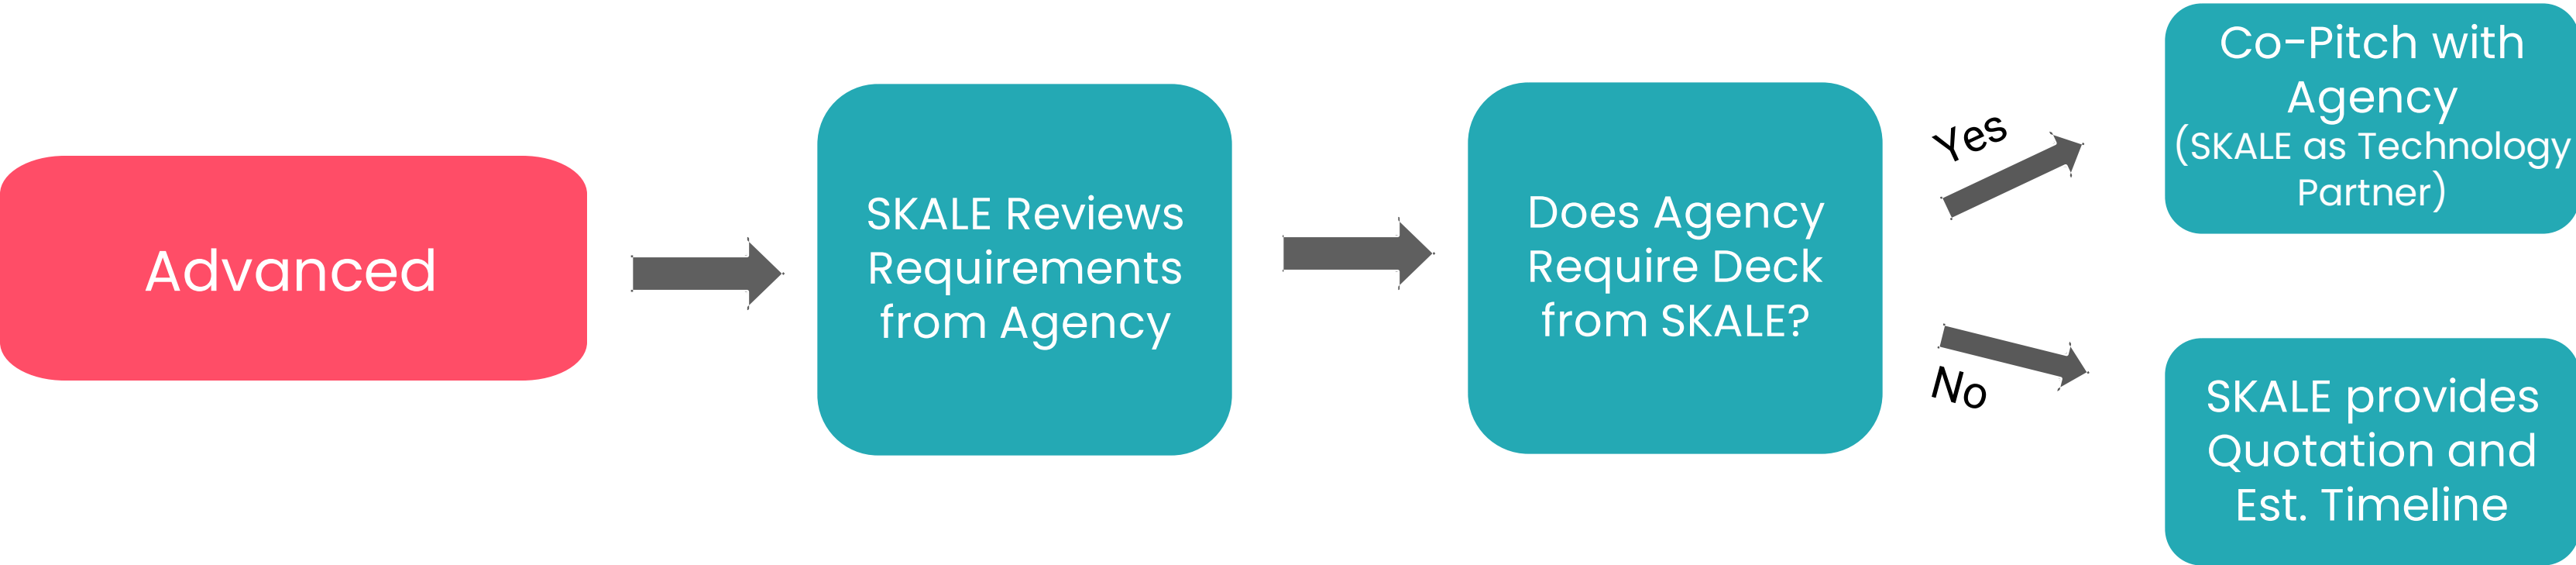 Advanced
SKALE Reviews
Requirements
from Agency
Does Agency
Require Deck
from SKALE?
Yes
No
Co-Pitch with
Agency
(SKALE as Technology
Partner)
SKALE provides
Quotation and
Est. Timeline